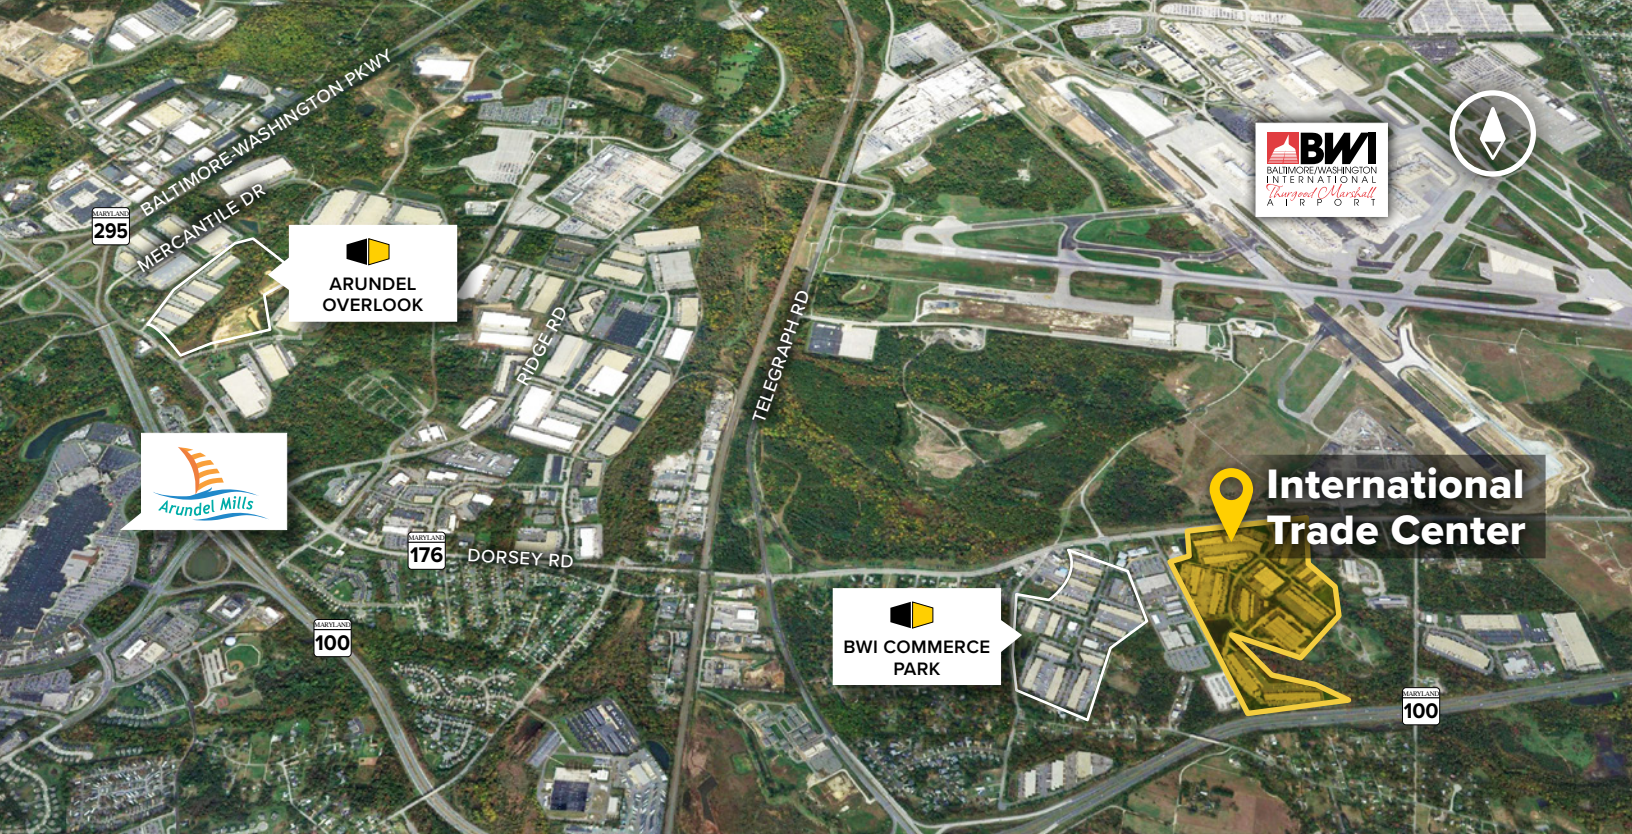 BALTIMORE-WASHINGTON PKWY
MARYLAND
295
MERCANTILE DR
ARUNDEL
OVERLOOK
BWI
BALTIMORE/WASHINGTON
INTERNATIONAL
Thurgood Marshall
AIRPORT
RIDGE RD
TELEGRAPH RD
Arundel Mills
International
Trade Center
MARYLAND
176
DORSEY RD
MARYLAND
100
BWI COMMERCE
PARK
MARYLAND
100